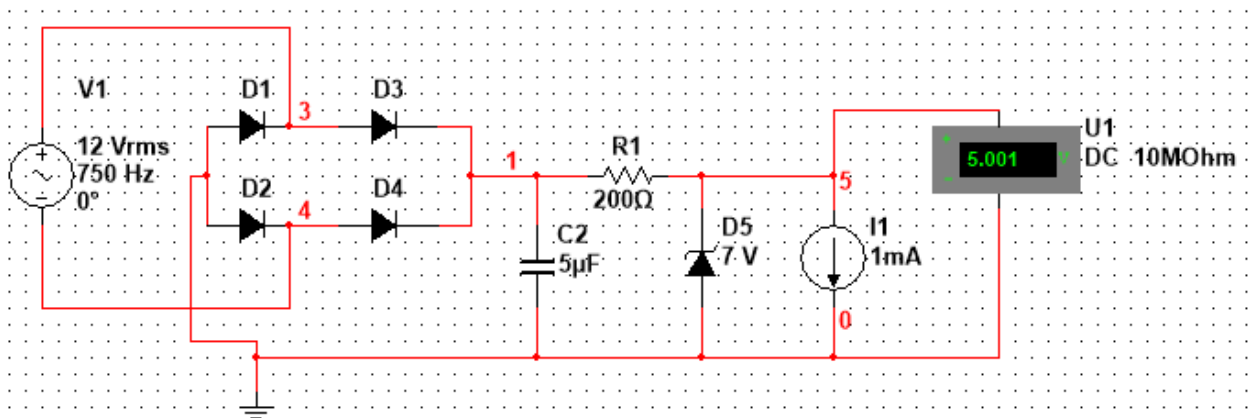 V1
12 Vrms
750 Hz
0°
D1
D3
3
D2
D4
4
1
R1
200Ω
C2
5µF
D5
7 V
5
I1
1mA
0
U1
5.001 V
DC 10MOhm
+
-